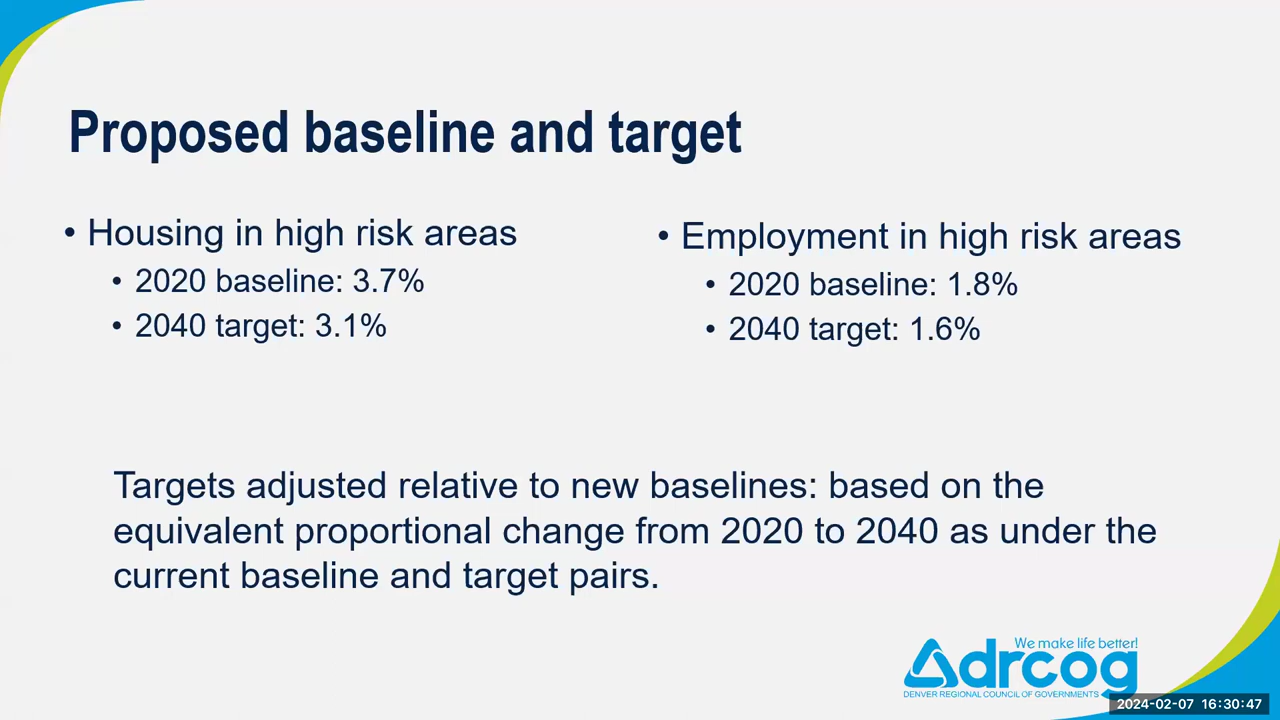 Proposed baseline and target
• Housing in high risk areas
• 2020 baseline: 3.7%
• 2040 target: 3.1%
• Employment in high risk areas
• 2020 baseline: 1.8%
• 2040 target: 1.6%
Targets adjusted relative to new baselines: based on the
equivalent proportional change from 2020 to 2040 as under the
current baseline and target pairs.
We make life better!
drcog
DENVER REGIONAL COUNCIL OF GOVERNMENTS
2024-02-07 16:30:47